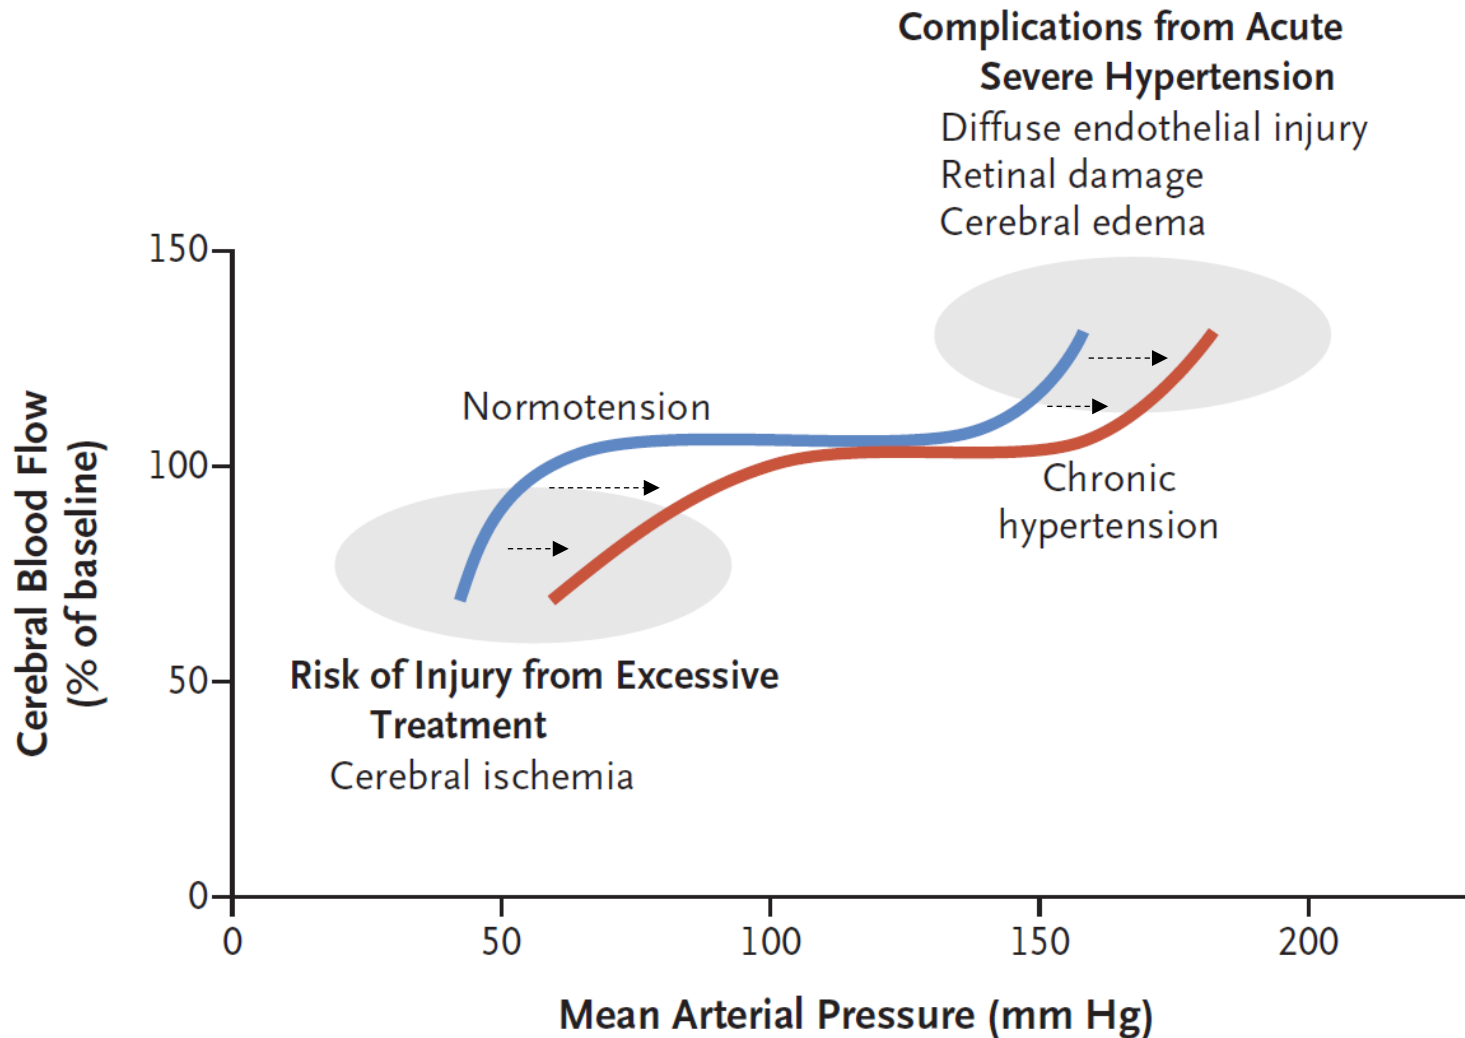 Complications from Acute
Severe Hypertension
Diffuse endothelial injury
Retinal damage
Cerebral edema
150
100
50
0
Cerebral Blood Flow
(% of baseline)
Normotension
Chronic
hypertension
Risk of Injury from Excessive
Treatment
Cerebral ischemia
0
50
100
150
200
Mean Arterial Pressure (mm Hg)